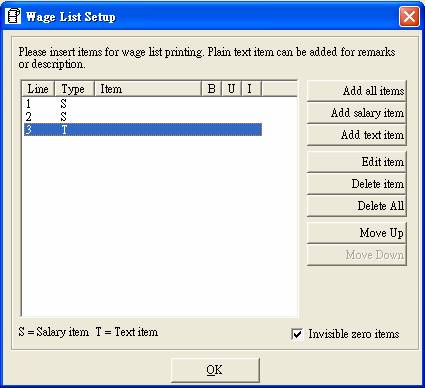 Wage List Setup
Please insert items for wage list printing. Plain text item can be added for remarks
or description.
Line Type Item B U I
1 S
2 S
3 T
Add all items
Add salary item
Add text item
Edit item
Delete item
Delete All
Move Up
Move Down
S = Salary item T = Text item
Invisible zero items
OK